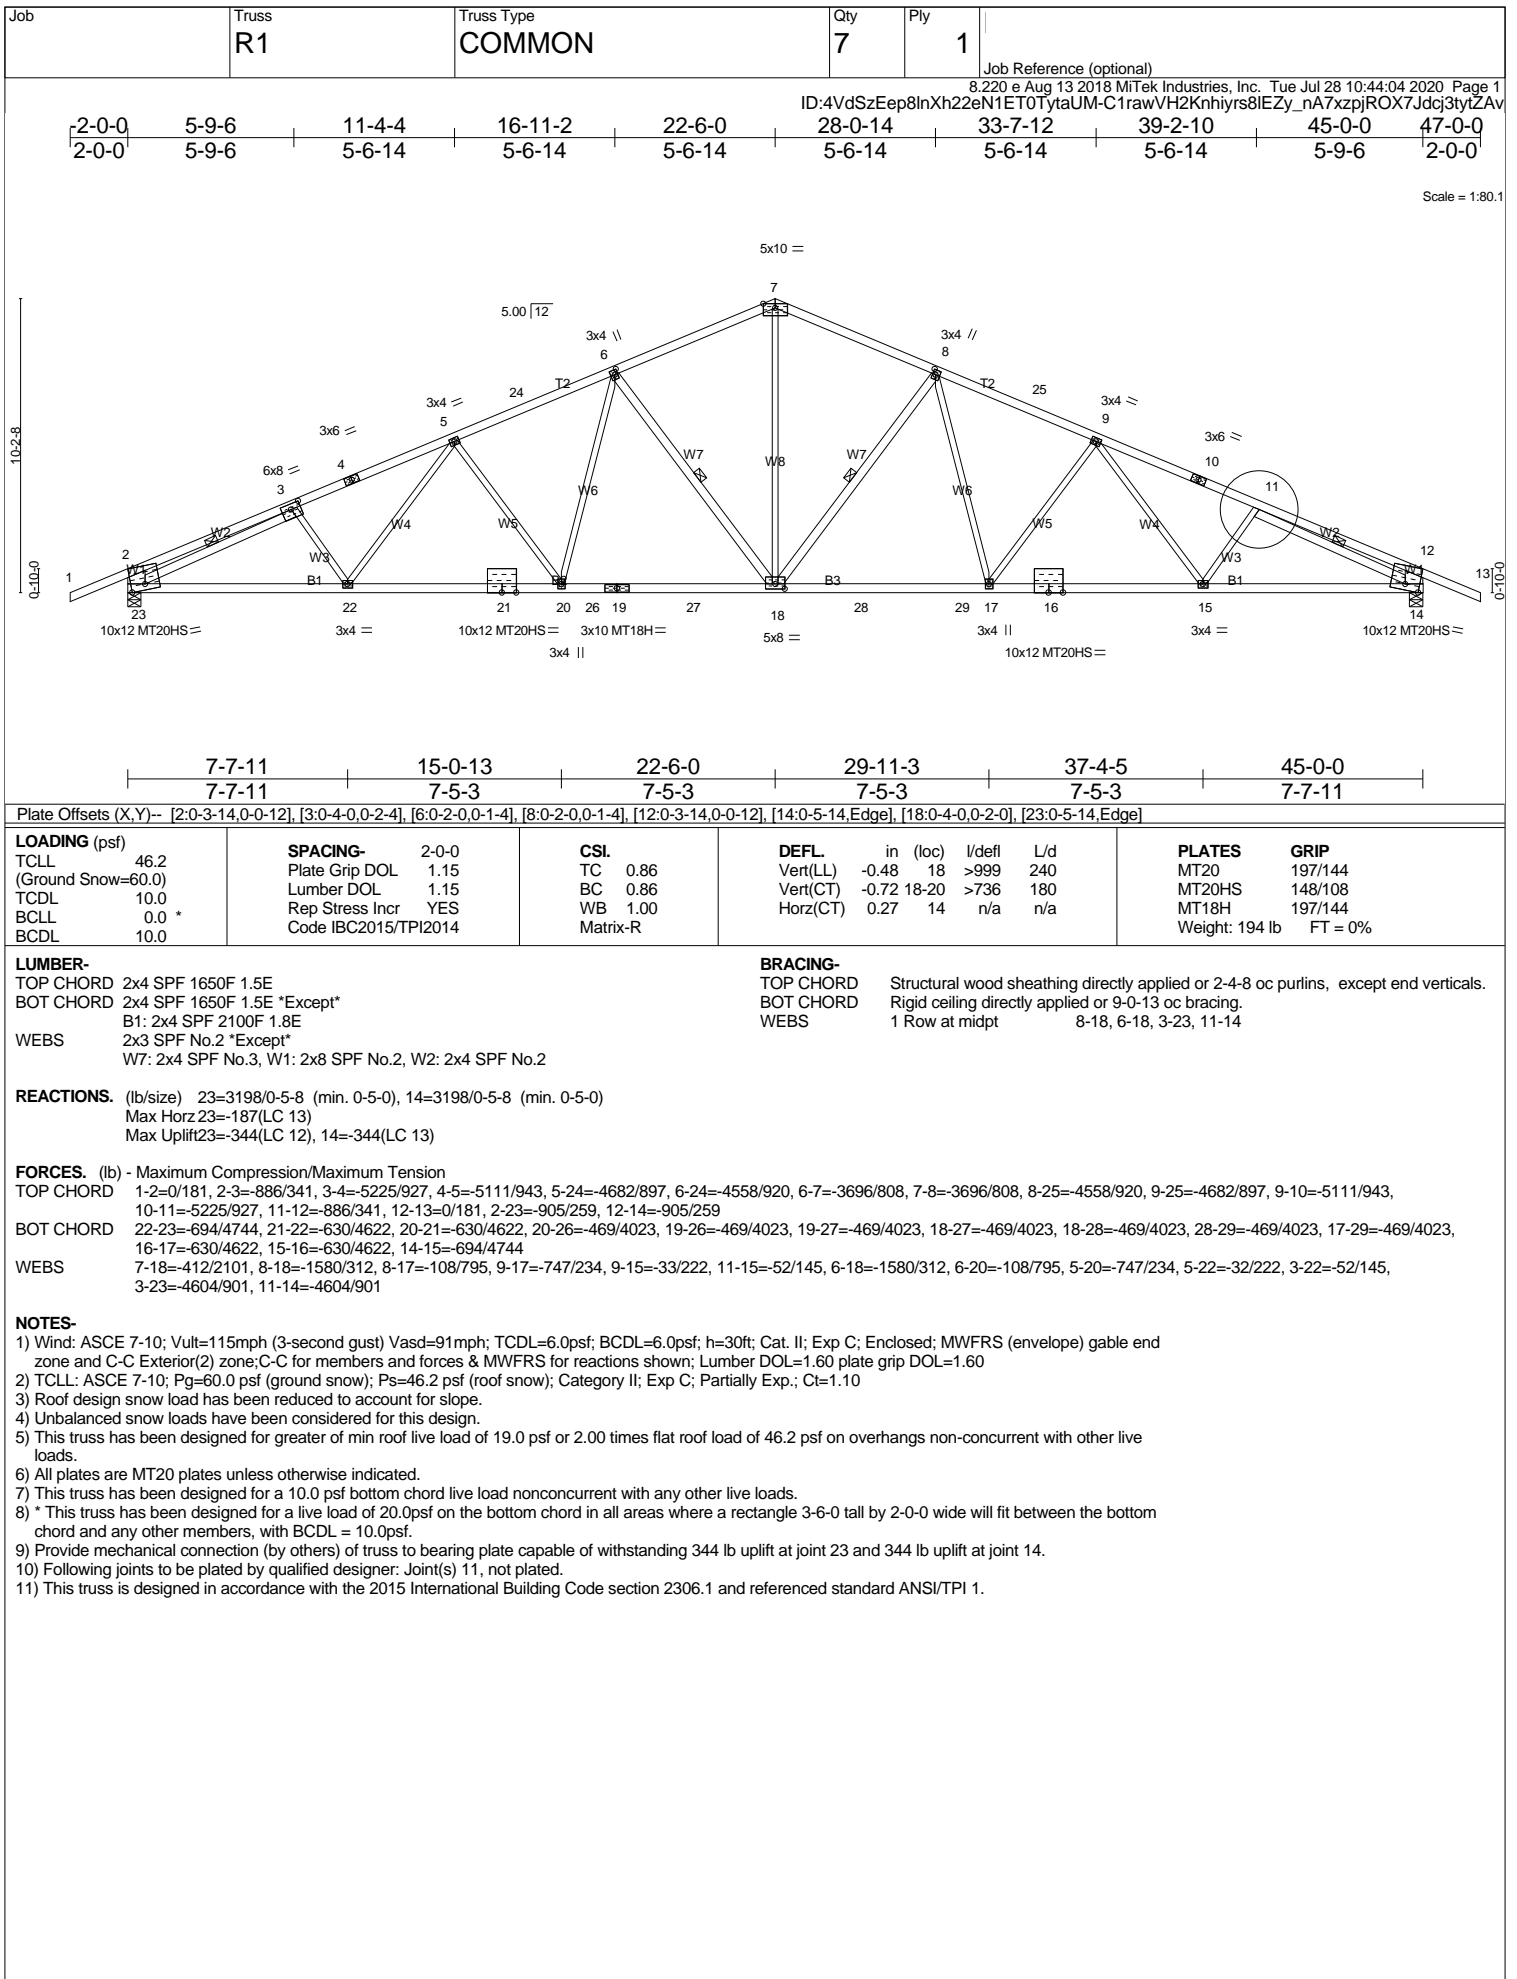 Job
Truss
R1
Truss Type
COMMON
Qty
7
Ply
1
Job Reference (optional)
8.220 e Aug 13 2018 MiTek Industries, Inc. Tue Jul 28 10:44:04 2020 Page 1
ID:4VdSzEep8lnXh22eN1ET0TytaUM-C1rawVH2Knhiyrs8lEZy_nA7xzpjROX7Jdcj3tytZAv
-2-0-0 5-9-6 11-4-4 16-11-2 22-6-0 28-0-14 33-7-12 39-2-10 45-0-0 47-0-0
2-0-0 5-9-6 5-6-14 5-6-14 5-6-14 5-6-14 5-6-14 5-6-14 5-9-6 2-0-0
Scale = 1:80.1
5x10 =
7
5.00 12
3x4 \\ 3x4 //
6 8
T2 T2
24 25
3x4 = 3x4 =
5 9
3x6 = 3x6 =
4 10
6x8 =
3 11
10-2-8
W7 W8 W7
W6 W6
W4 W5 W5 W4
W2 W2
W3 W3
2 12
W1 W1
1 13
0-10-0 0-10-0
B1 B3 B1
23 22 21 20 26 19 27 18 28 29 17 16 15 14
10x12 MT20HS= 3x4 = 10x12 MT20HS= 3x10 MT18H= 5x8 = 3x4 || 3x4 = 10x12 MT20HS=
3x4 || 10x12 MT20HS=
7-7-11 15-0-13 22-6-0 29-11-3 37-4-5 45-0-0
7-7-11 7-5-3 7-5-3 7-5-3 7-5-3 7-7-11
Plate Offsets (X,Y)-- [2:0-3-14,0-0-12], [3:0-4-0,0-2-4], [6:0-2-0,0-1-4], [8:0-2-0,0-1-4], [12:0-3-14,0-0-12], [14:0-5-14,Edge], [18:0-4-0,0-2-0], [23:0-5-14,Edge]
LOADING (psf)
TCLL 46.2
(Ground Snow=60.0)
TCDL 10.0
BCLL 0.0 *
BCDL 10.0
SPACING- 2-0-0
Plate Grip DOL 1.15
Lumber DOL 1.15
Rep Stress Incr YES
Code IBC2015/TPI2014
CSI.
TC 0.86
BC 0.86
WB 1.00
Matrix-R
DEFL. in (loc) l/defl L/d
Vert(LL) -0.48 18 >999 240
Vert(CT) -0.72 18-20 >736 180
Horz(CT) 0.27 14 n/a n/a
PLATES GRIP
MT20 197/144
MT20HS 148/108
MT18H 197/144
Weight: 194 lb FT = 0%
LUMBER-
TOP CHORD 2x4 SPF 1650F 1.5E
BOT CHORD 2x4 SPF 1650F 1.5E *Except*
B1: 2x4 SPF 2100F 1.8E
WEBS 2x3 SPF No.2 *Except*
W7: 2x4 SPF No.3, W1: 2x8 SPF No.2, W2: 2x4 SPF No.2
BRACING-
TOP CHORD Structural wood sheathing directly applied or 2-4-8 oc purlins, except end verticals.
BOT CHORD Rigid ceiling directly applied or 9-0-13 oc bracing.
WEBS 1 Row at midpt 8-18, 6-18, 3-23, 11-14
REACTIONS. (lb/size) 23=3198/0-5-8 (min. 0-5-0), 14=3198/0-5-8 (min. 0-5-0)
Max Horz 23=-187(LC 13)
Max Uplift 23=-344(LC 12), 14=-344(LC 13)
FORCES. (lb) - Maximum Compression/Maximum Tension
TOP CHORD 1-2=0/181, 2-3=-886/341, 3-4=-5225/927, 4-5=-5111/943, 5-24=-4682/897, 6-24=-4558/920, 6-7=-3696/808, 7-8=-3696/808, 8-25=-4558/920, 9-25=-4682/897, 9-10=-5111/943,
10-11=-5225/927, 11-12=-886/341, 12-13=0/181, 2-23=-905/259, 12-14=-905/259
BOT CHORD 22-23=-694/4744, 21-22=-630/4622, 20-21=-630/4622, 20-26=-469/4023, 19-26=-469/4023, 19-27=-469/4023, 18-27=-469/4023, 18-28=-469/4023, 28-29=-469/4023, 17-29=-469/4023,
16-17=-630/4622, 15-16=-630/4622, 14-15=-694/4744
WEBS 7-18=-412/2101, 8-18=-1580/312, 8-17=-108/795, 9-17=-747/234, 9-15=-33/222, 11-15=-52/145, 6-18=-1580/312, 6-20=-108/795, 5-20=-747/234, 5-22=-32/222, 3-22=-52/145,
3-23=-4604/901, 11-14=-4604/901
NOTES-
1) Wind: ASCE 7-10; Vult=115mph (3-second gust) Vasd=91mph; TCDL=6.0psf; BCDL=6.0psf; h=30ft; Cat. II; Exp C; Enclosed; MWFRS (envelope) gable end
zone and C-C Exterior(2) zone;C-C for members and forces & MWFRS for reactions shown; Lumber DOL=1.60 plate grip DOL=1.60
2) TCLL: ASCE 7-10; Pg=60.0 psf (ground snow); Ps=46.2 psf (roof snow); Category II; Exp C; Partially Exp.; Ct=1.10
3) Roof design snow load has been reduced to account for slope.
4) Unbalanced snow loads have been considered for this design.
5) This truss has been designed for greater of min roof live load of 19.0 psf or 2.00 times flat roof load of 46.2 psf on overhangs non-concurrent with other live
loads.
6) All plates are MT20 plates unless otherwise indicated.
7) This truss has been designed for a 10.0 psf bottom chord live load nonconcurrent with any other live loads.
8) * This truss has been designed for a live load of 20.0psf on the bottom chord in all areas where a rectangle 3-6-0 tall by 2-0-0 wide will fit between the bottom
chord and any other members, with BCDL = 10.0psf.
9) Provide mechanical connection (by others) of truss to bearing plate capable of withstanding 344 lb uplift at joint 23 and 344 lb uplift at joint 14.
10) Following joints to be plated by qualified designer: Joint(s) 11, not plated.
11) This truss is designed in accordance with the 2015 International Building Code section 2306.1 and referenced standard ANSI/TPI 1.